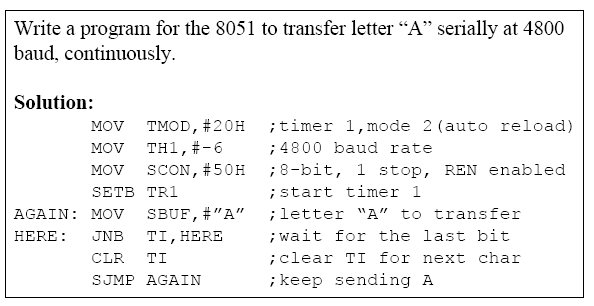 Write a program for the 8051 to transfer letter “A” serially at 4800
baud, continuously.
Solution:
MOV TMOD,#20H ;timer 1,mode 2(auto reload)
MOV TH1,#-6 ;4800 baud rate
MOV SCON,#50H ;8-bit, 1 stop, REN enabled
SETB TR1 ;start timer 1
AGAIN: MOV SBUF,#”A” ;letter “A” to transfer
HERE: JNB TI,HERE ;wait for the last bit
CLR TI ;clear TI for next char
SJMP AGAIN ;keep sending A